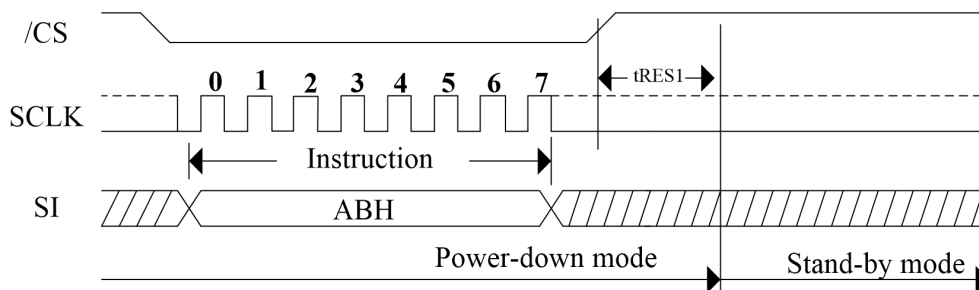 /CS
tRES1
0 1 2 3 4 5 6 7
SCLK
Instruction
SI
ABH
Power-down mode
Stand-by mode